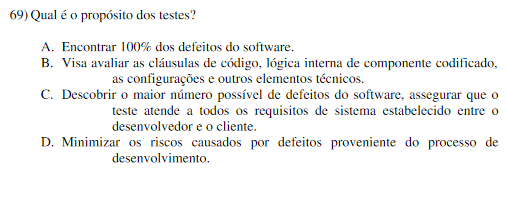 69) Qual é o propósito dos testes?
A. Encontrar 100% dos defeitos do software.
B. Visa avaliar as cláusulas de código, lógica interna de componente codificado,
as configurações e outros elementos técnicos.
C. Descobrir o maior número possível de defeitos do software, assegurar que o
teste atende a todos os requisitos de sistema estabelecido entre o
desenvolvedor e o cliente.
D. Minimizar os riscos causados por defeitos proveniente do processo de
desenvolvimento.